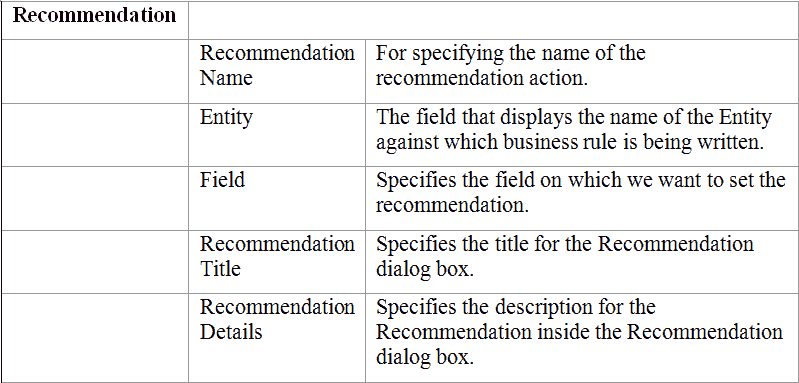 Recommendation
Recommendation For specifying the name of the
Name recommendation action.
Entity The field that displays the name of the Entity
against which business rule is being written.
Field Specifies the field on which we want to set the
recommendation.
Recommendation Specifies the title for the Recommendation
Title dialog box.
Recommendation Specifies the description for the
Details Recommendation inside the Recommendation
dialog box.